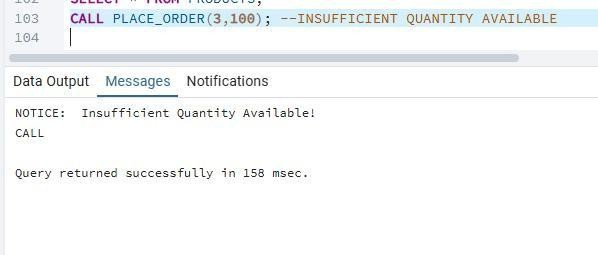 102 SELECT * FROM PRODUCTS;
103 CALL PLACE_ORDER(3,100); --INSUFFICIENT QUANTITY AVAILABLE
104
Data Output Messages Notifications
NOTICE:  Insufficient Quantity Available!
CALL
Query returned successfully in 158 msec.